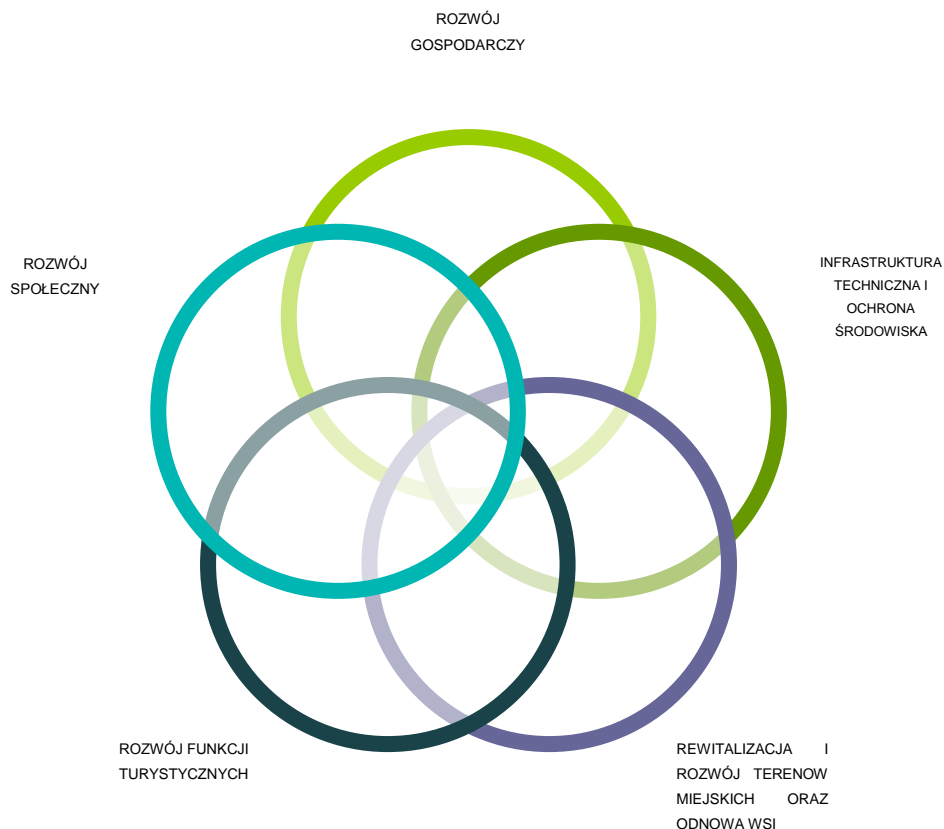 ROZWÓJ
GOSPODARCZY
ROZWÓJ
SPOŁECZNY
INFRASTRUKTURA
TECHNICZNA I
OCHRONA
ŚRODOWISKA
ROZWÓJ FUNKCJI
TURYSTYCZNYCH
REWITALIZACJA I
ROZWÓJ TERENOW
MIEJSKICH ORAZ
ODNOWA WSI